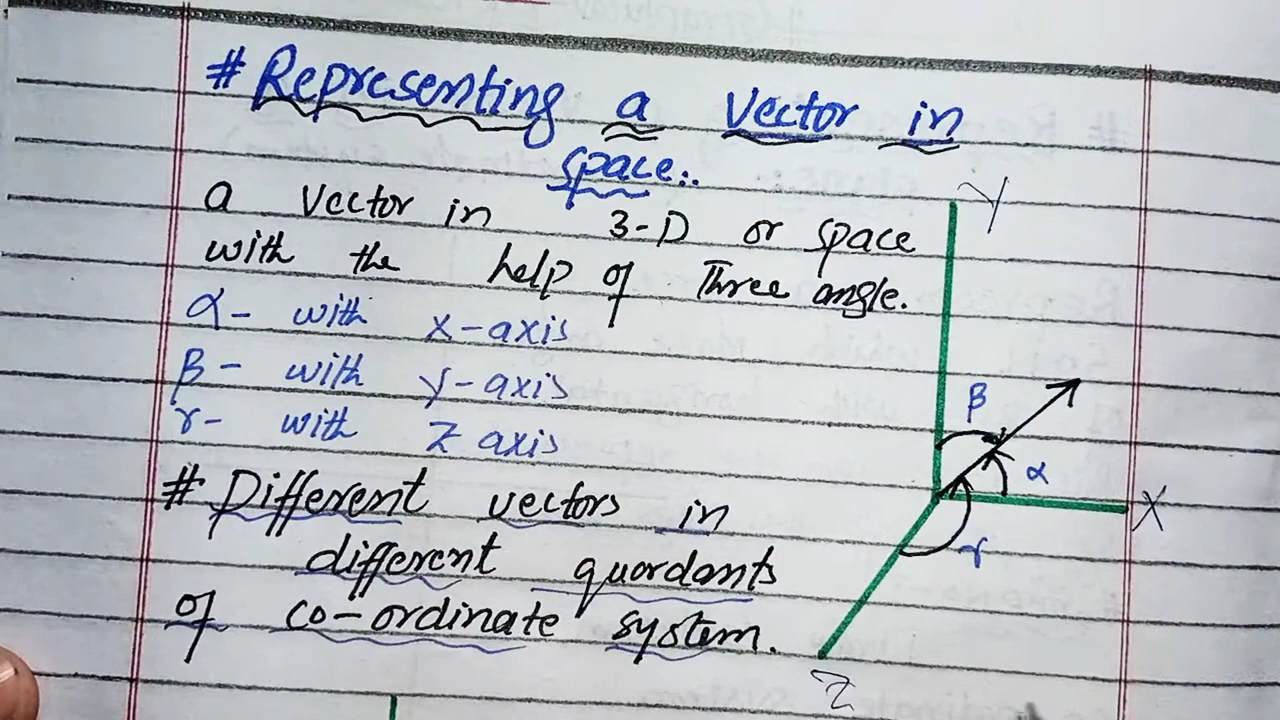 # Representing a Vector in
space:.
a vector in 3-D or space
with the help of Three angle.
α- with x-axis
β- with y-axis
γ- with z axis
# Different vectors in
different quordants
of co-ordinate system.
Y
β
α
X
γ
Z